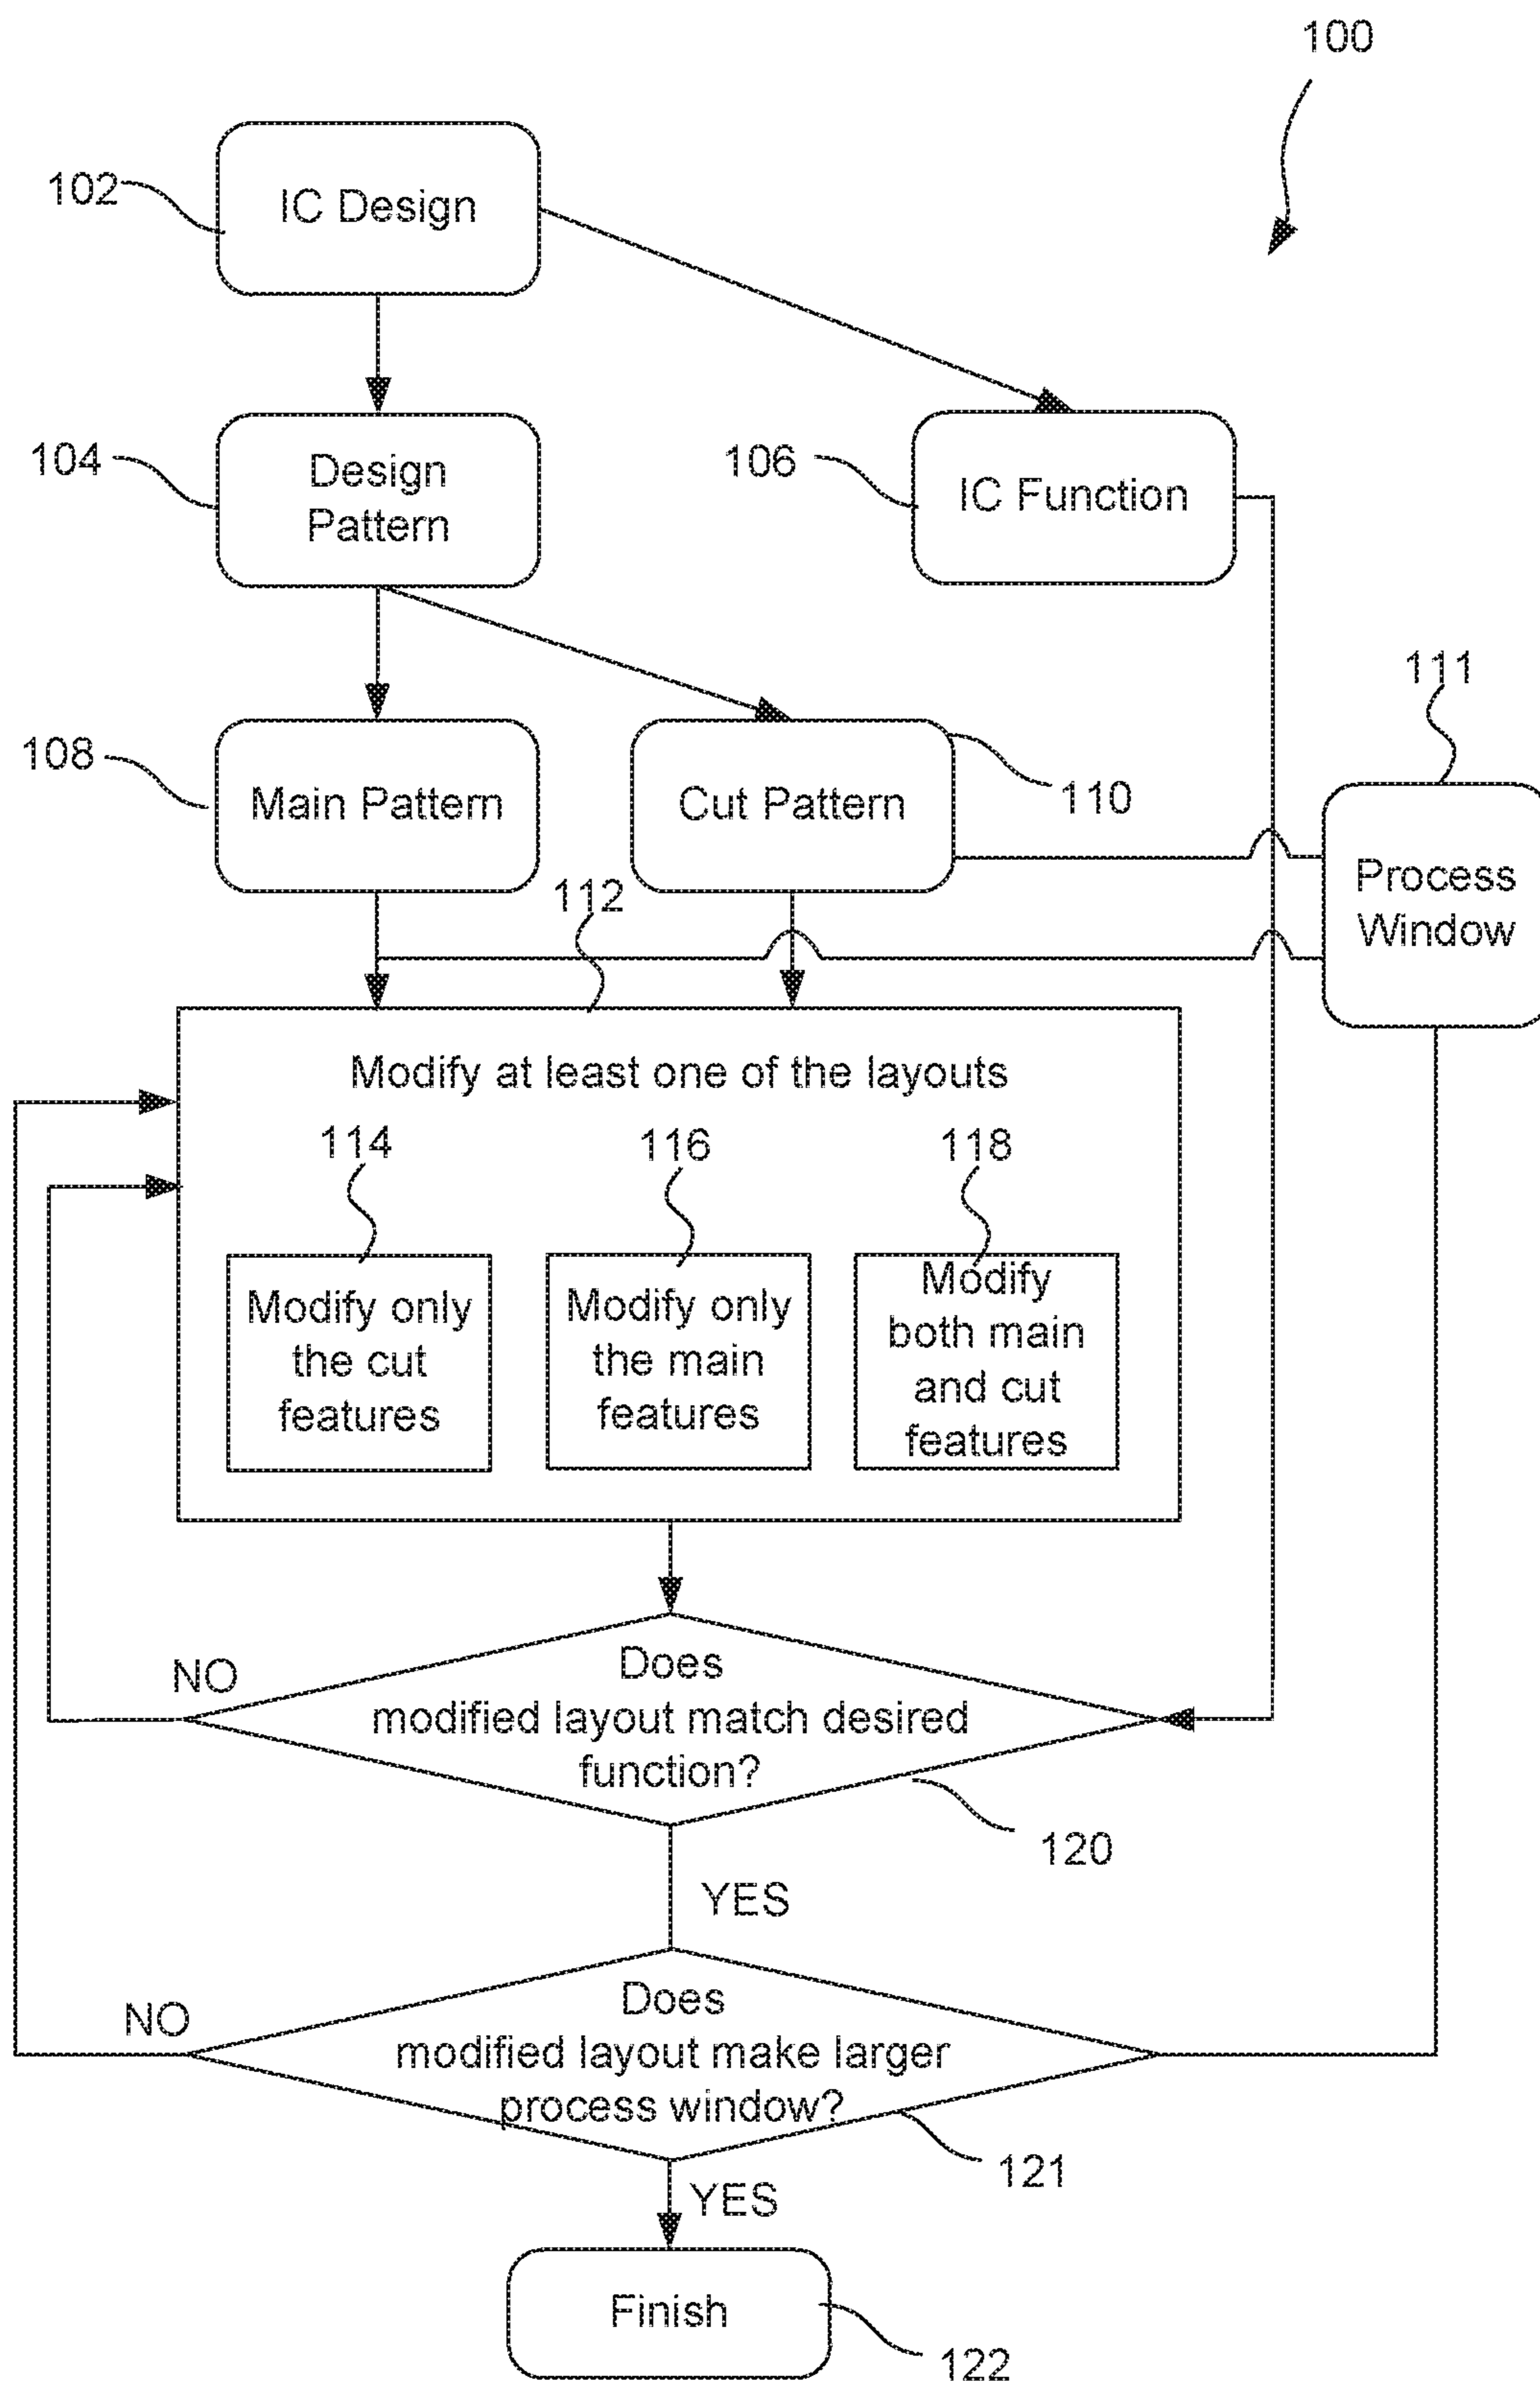 100
102
IC Design
104
Design
Pattern
106
IC Function
108
Main Pattern
Cut Pattern
110
111
Process
Window
112
Modify at least one of the layouts
114
116
118
Modify only
the cut
features
Modify only
the main
features
Modify
both main
and cut
features
NO
Does
modified layout match desired
function?
120
YES
NO
Does
modified layout make larger
process window?
121
YES
Finish
122